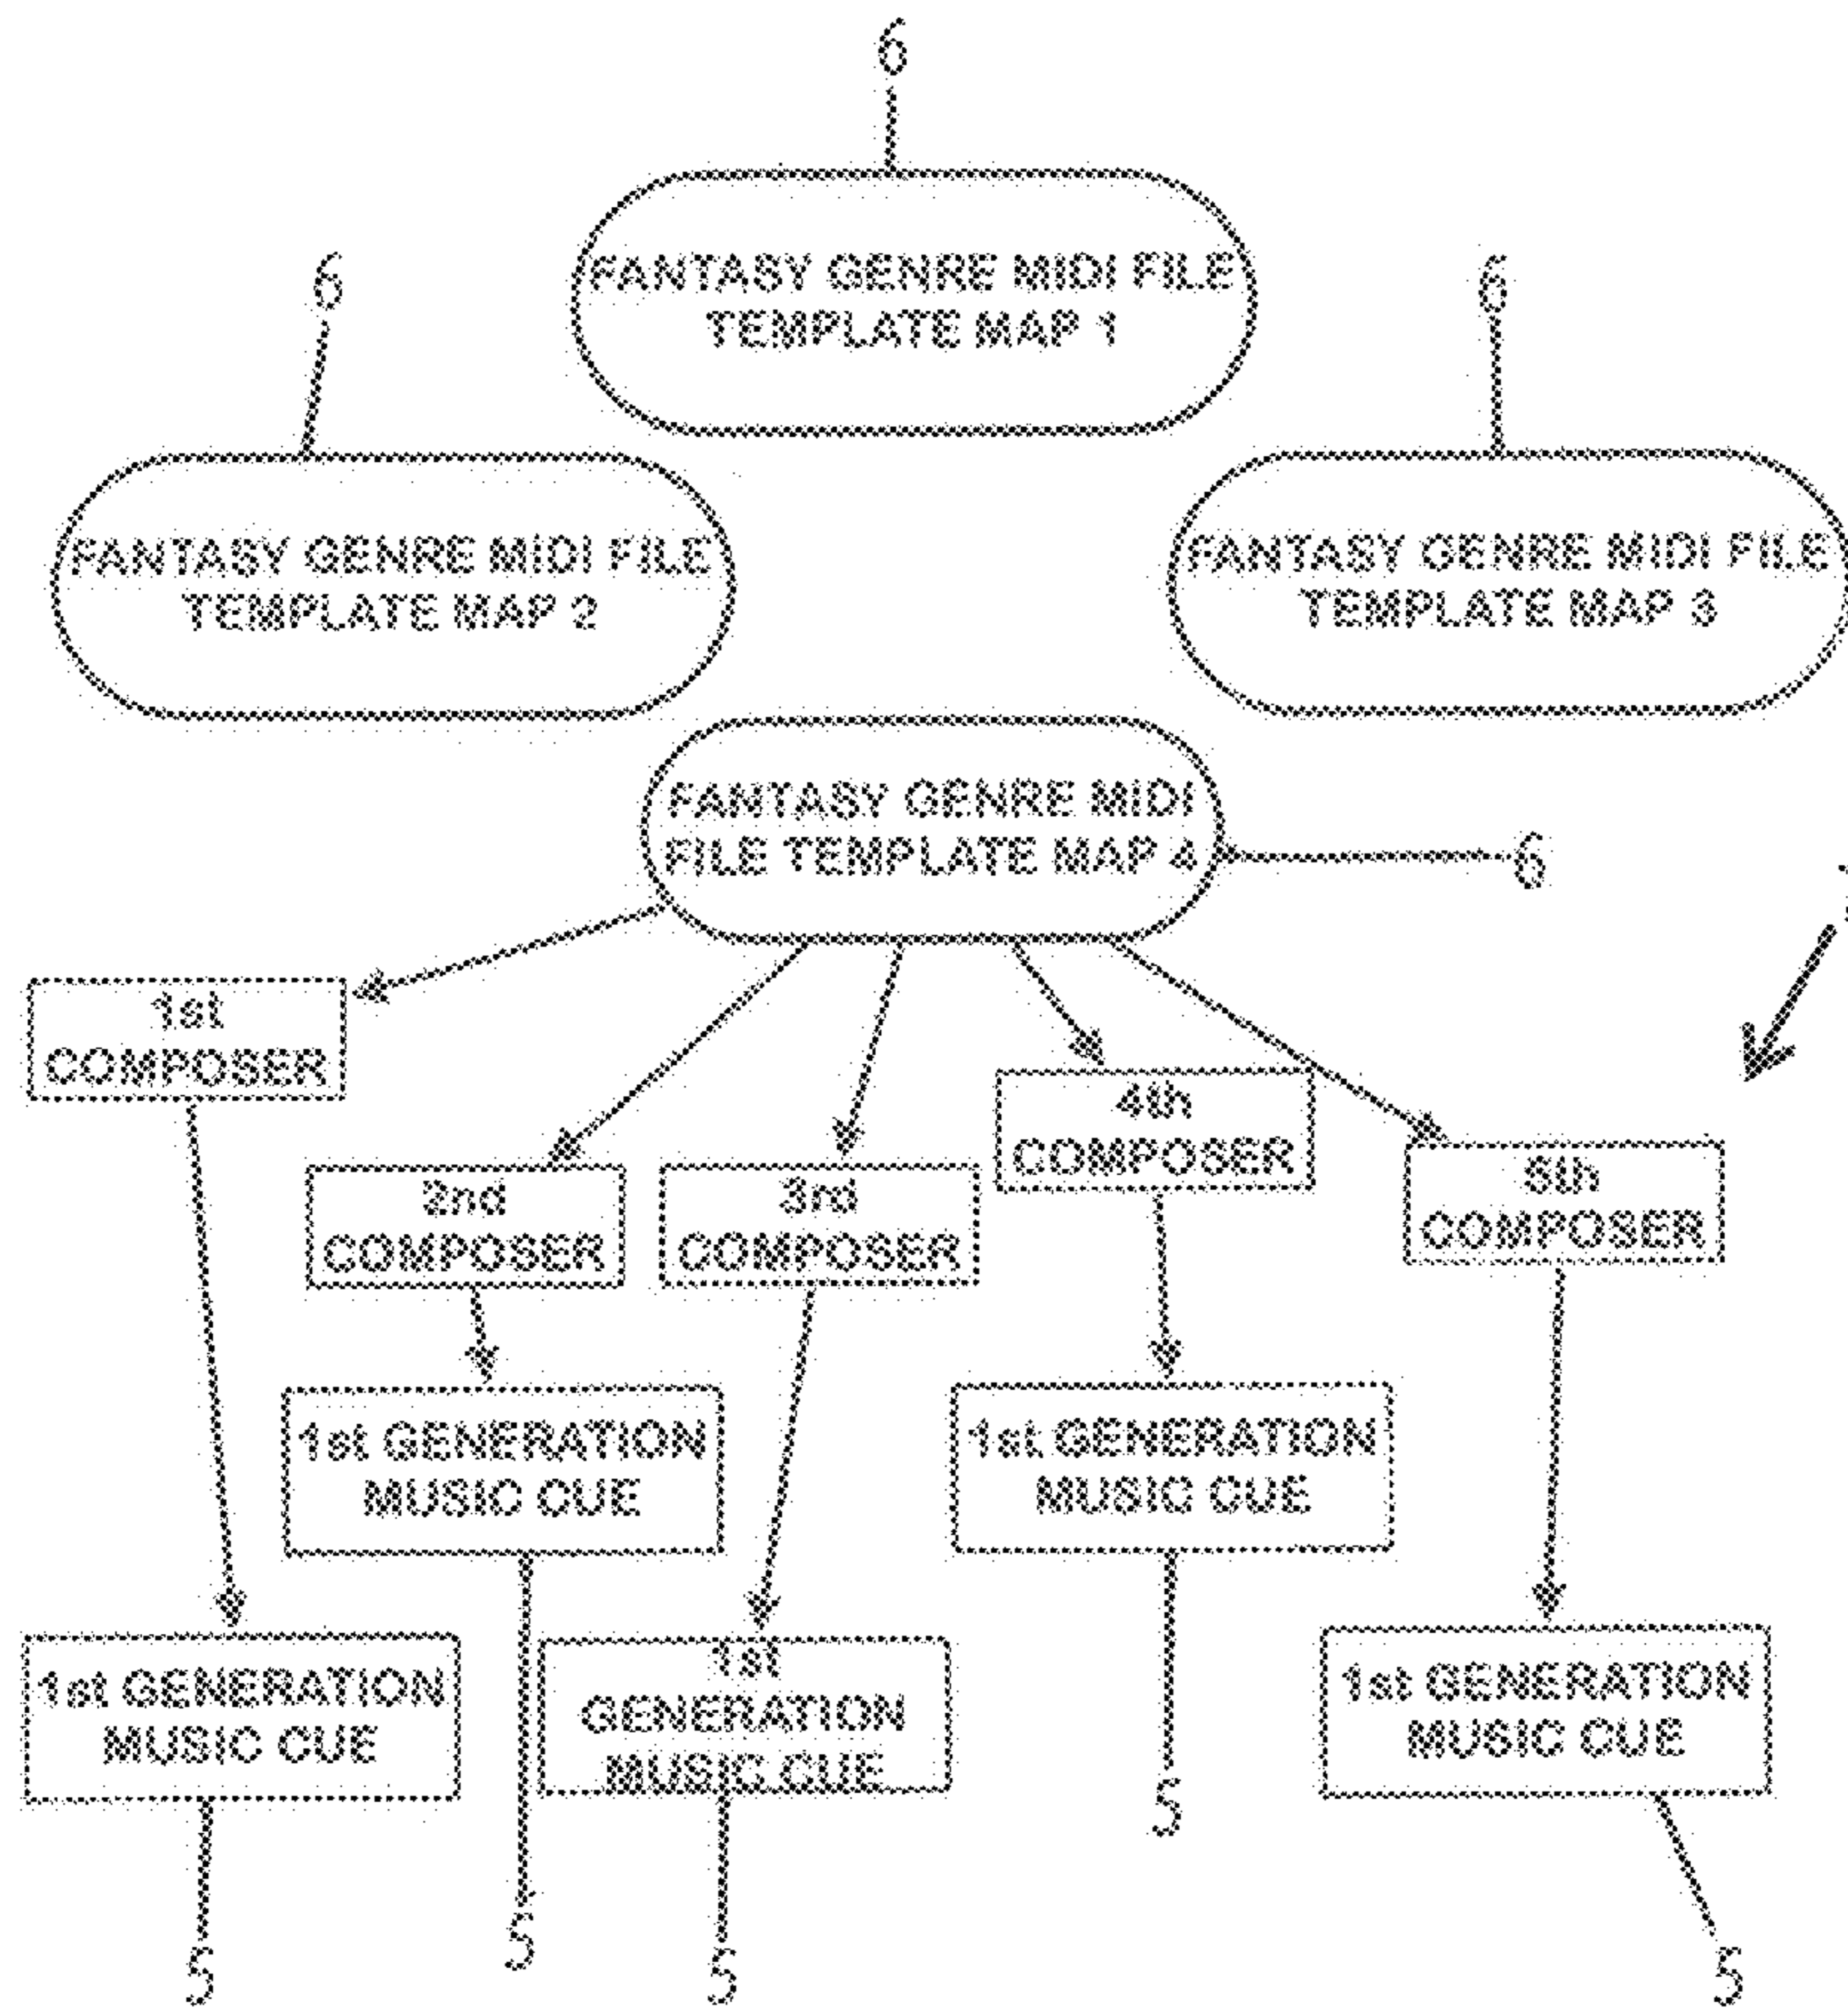 6
FANTASY GENRE MIDI FILE
TEMPLATE MAP 1
6
6
FANTASY GENRE MIDI FILE
TEMPLATE MAP 2
FANTASY GENRE MIDI FILE
TEMPLATE MAP 3
FANTASY GENRE MIDI
FILE TEMPLATE MAP 4
6
1st
COMPOSER
2nd
COMPOSER
3rd
COMPOSER
4th
COMPOSER
5th
COMPOSER
1st GENERATION
MUSIC CUE
1st GENERATION
MUSIC CUE
1st GENERATION
MUSIC CUE
1st
GENERATION
MUSIC CUE
1st GENERATION
MUSIC CUE
5
5
5
5
5